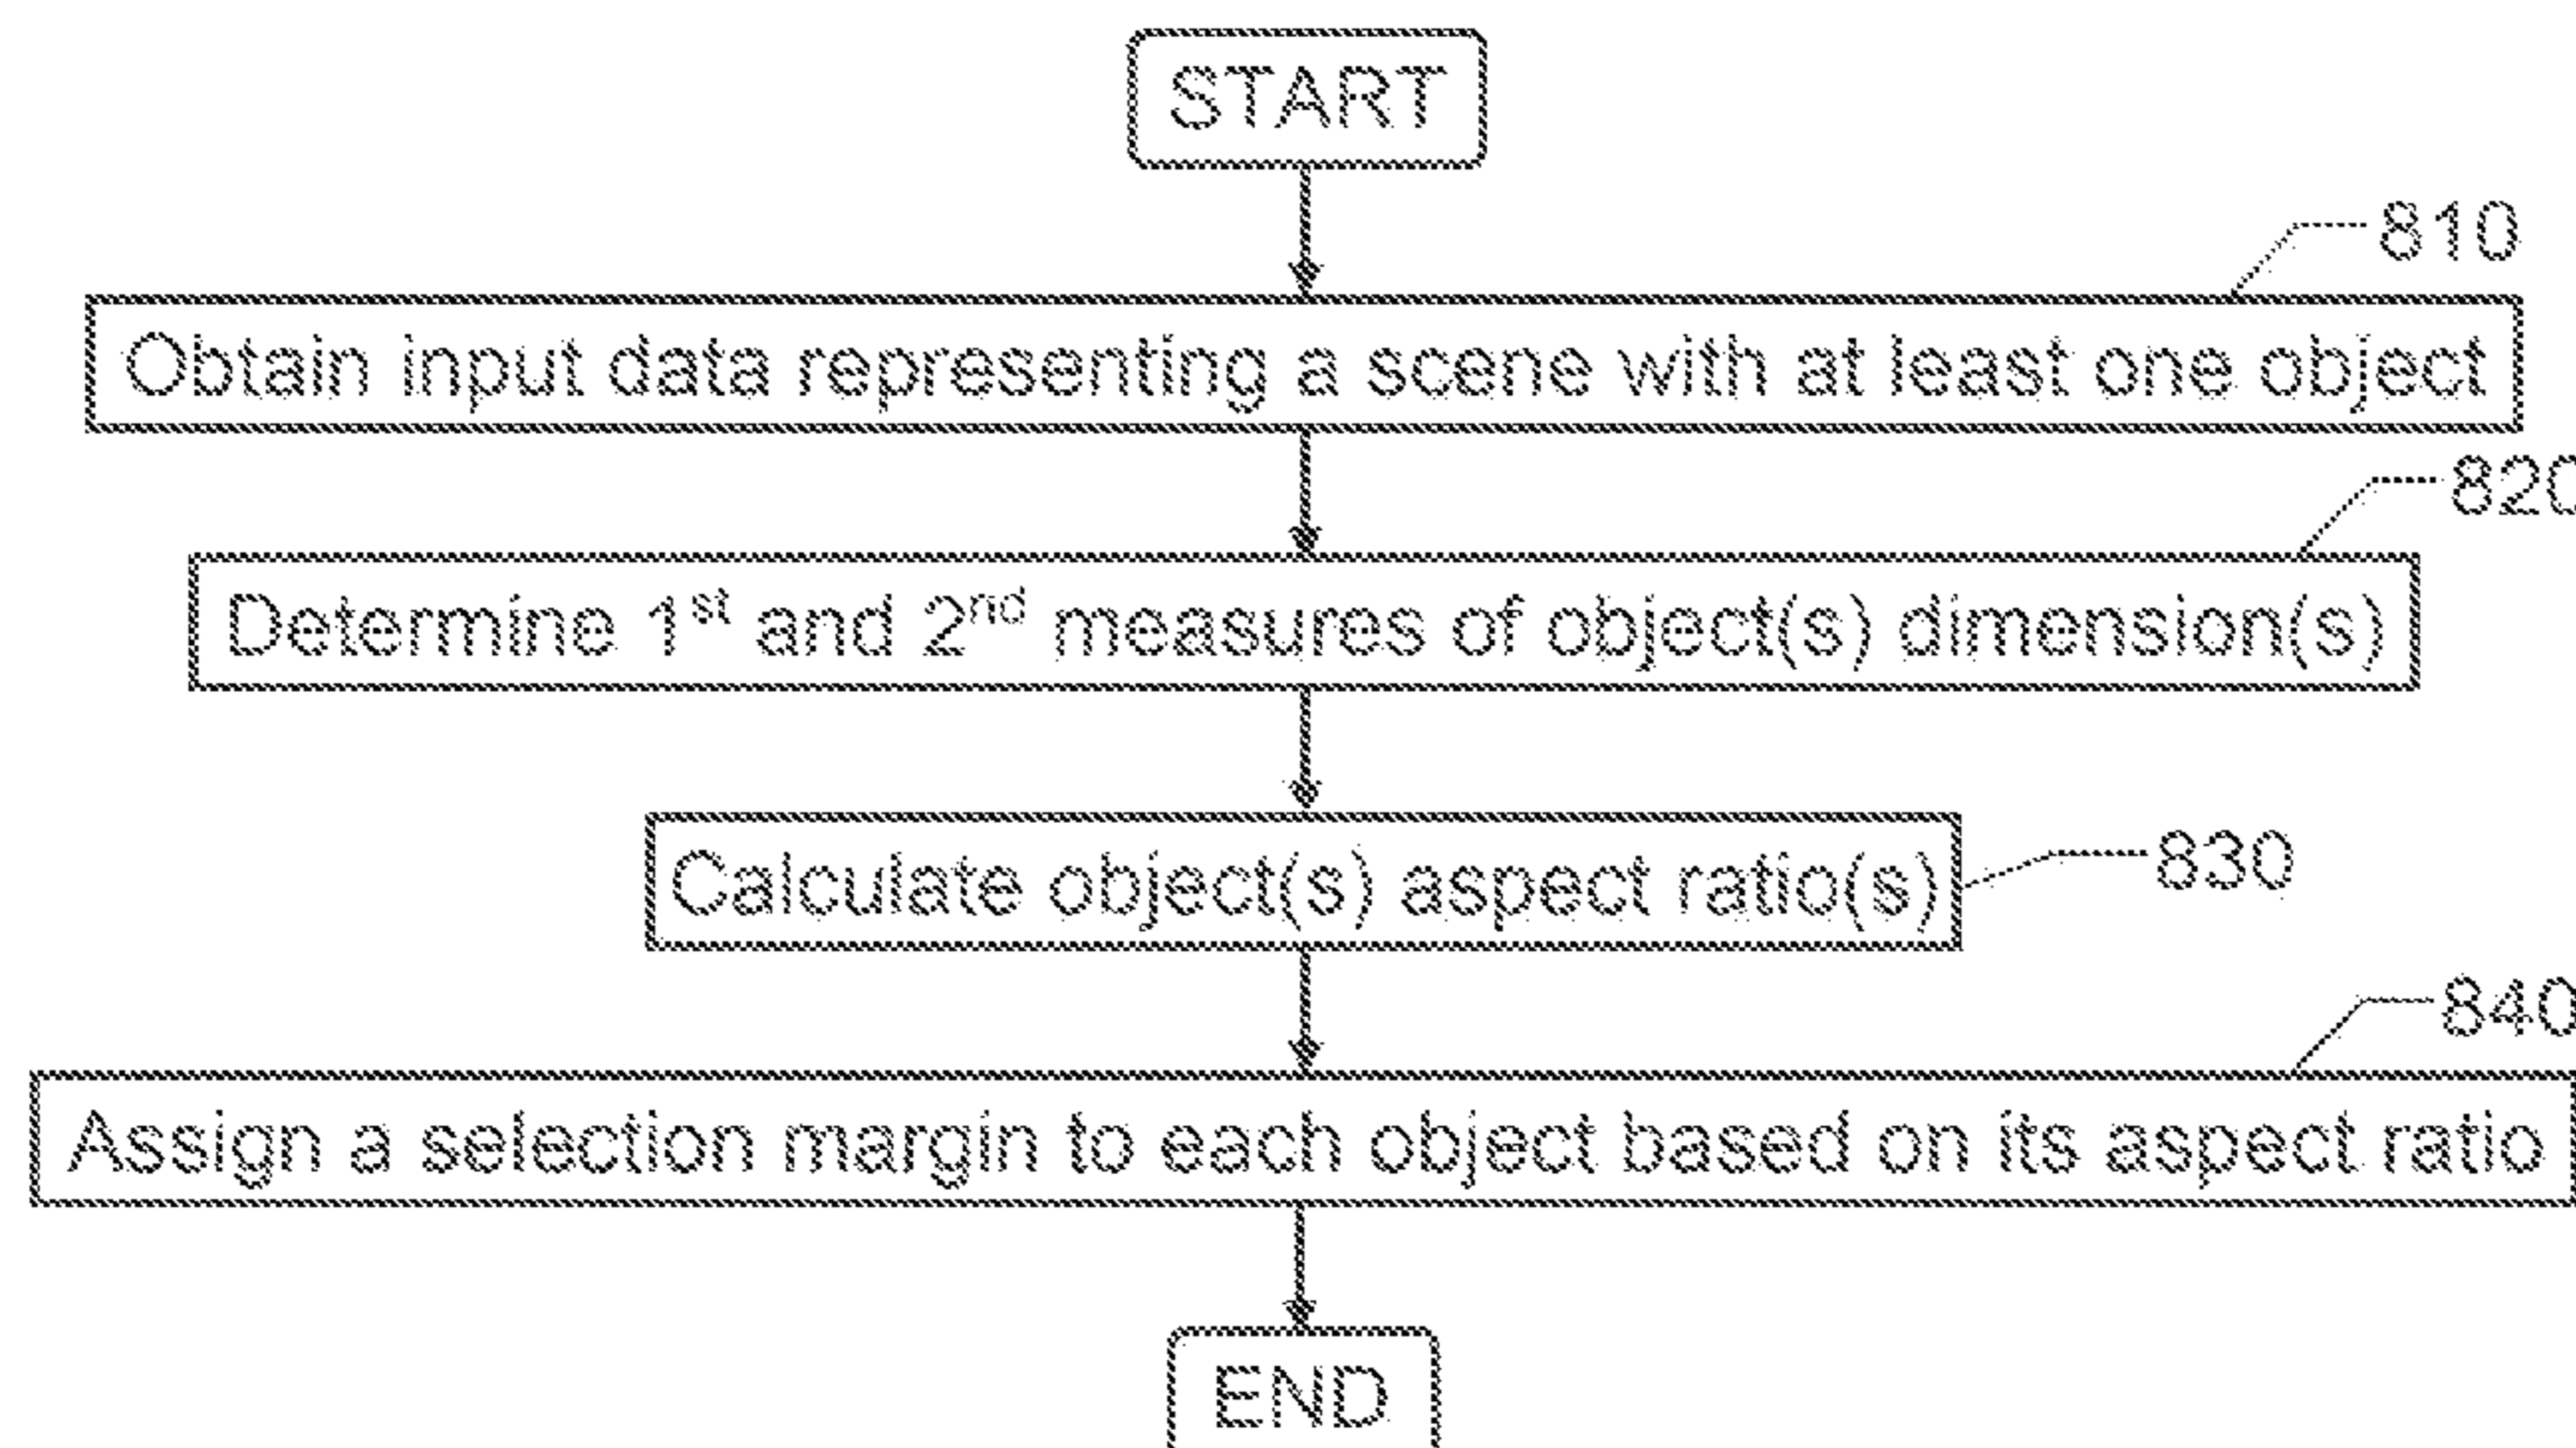 START
810
Obtain input data representing a scene with at least one object
820
Determine 1st and 2nd measures of object(s) dimension(s)
Calculate object(s) aspect ratio(s)
830
840
Assign a selection margin to each object based on its aspect ratio
END